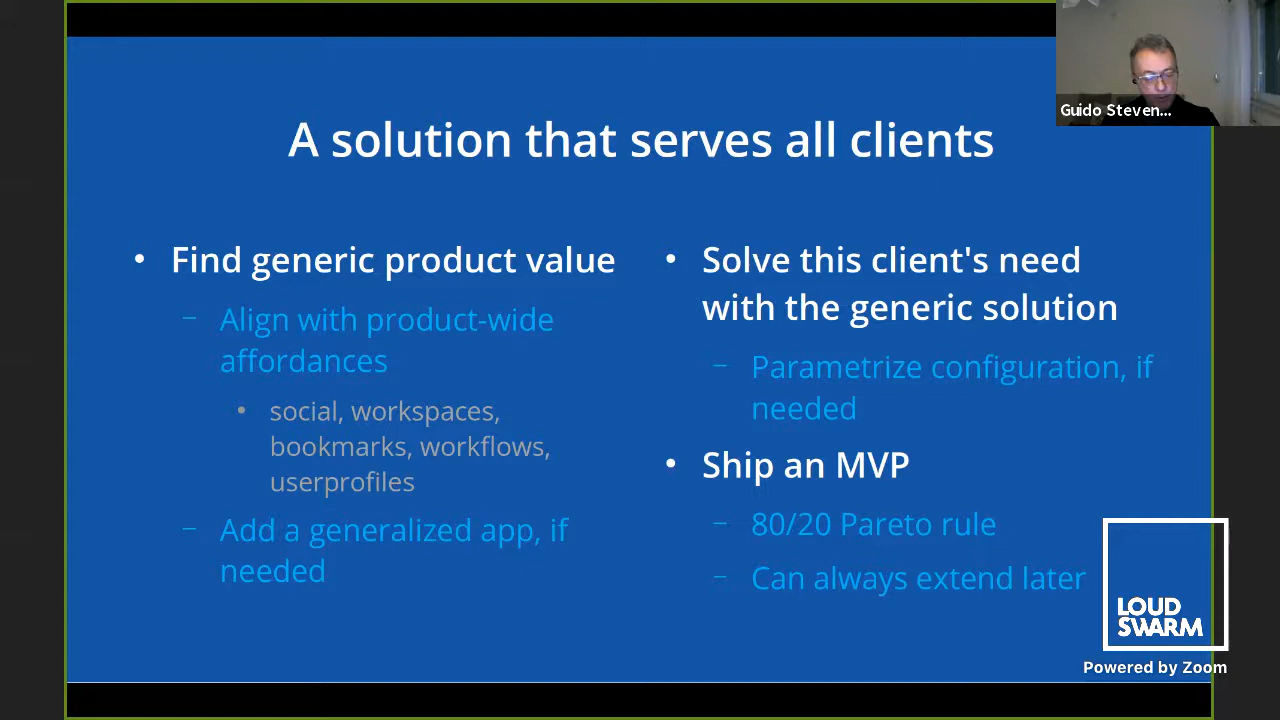 A solution that serves all clients
• Find generic product value
– Align with product-wide
affordances
• social, workspaces,
bookmarks, workflows,
userprofiles
– Add a generalized app, if
needed
• Solve this client's need
with the generic solution
– Parametrize configuration, if
needed
• Ship an MVP
– 80/20 Pareto rule
– Can always extend later
Guido Steven...
LOUD
SWARM
Powered by Zoom